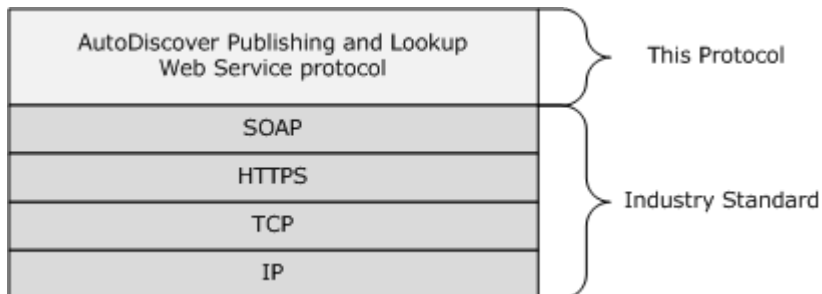 AutoDiscover Publishing and Lookup
Web Service protocol
This Protocol
SOAP
HTTPS
TCP
IP
Industry Standard